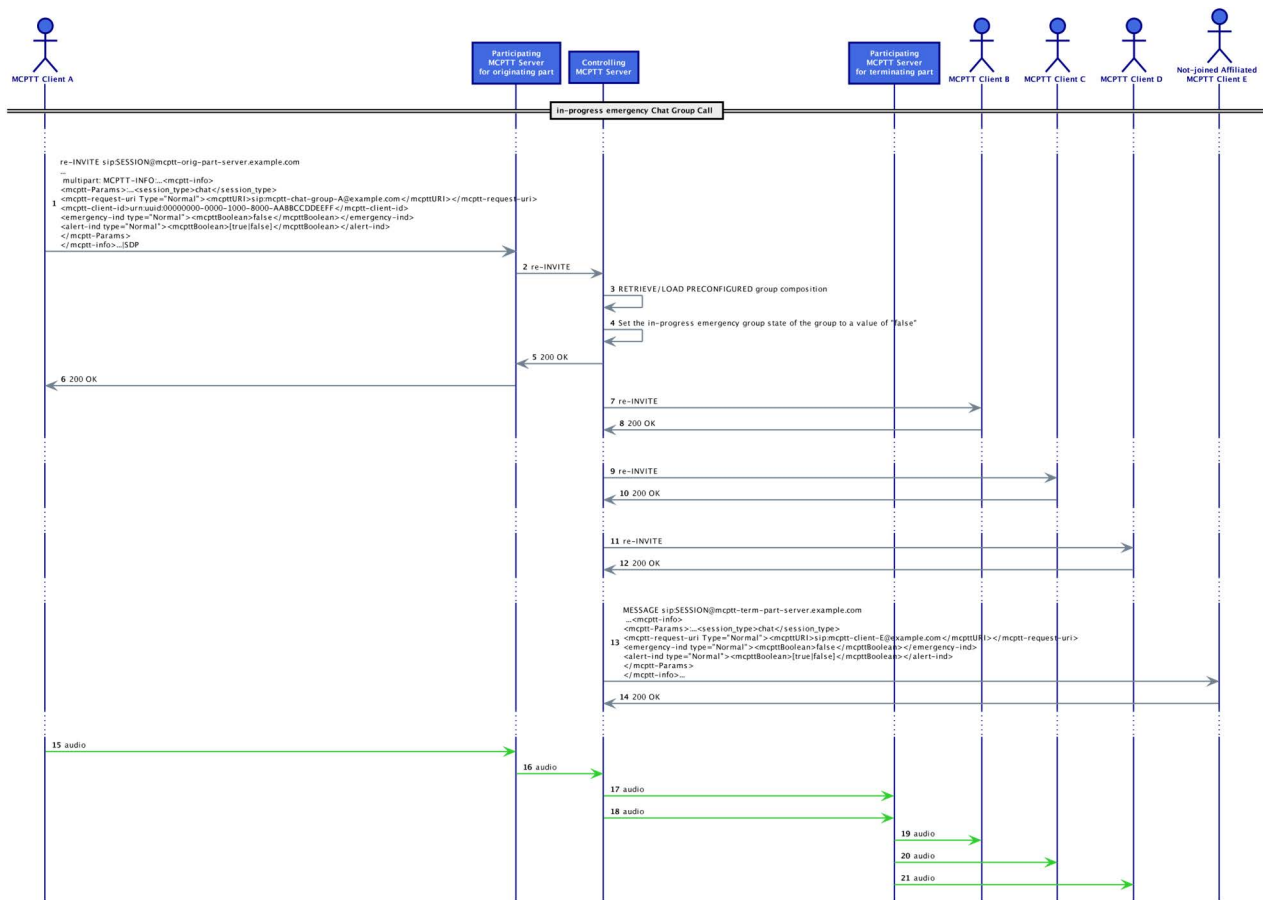 MCPTT Client A
Participating
MCPTT Server
for originating part
Controlling
MCPTT Server
Participating
MCPTT Server
for terminating part
MCPTT Client B
MCPTT Client C
MCPTT Client D
Not-joined Affiliated
MCPTT Client E
in-progress emergency Chat Group Call
re-INVITE sip:SESSION@mcptt-orig-part-server.example.com
...
multipart: MCPTT-INFO:...<mcptt-info>
<mcptt-Params>:...<session_type>chat</session_type>
1 <mcptt-request-uri Type="Normal"><mcpttURI>sip:mcptt-chat-group-A@example.com</mcpttURI></mcptt-request-uri>
<mcptt-client-id>urn:uuid:00000000-0000-1000-8000-AABBCCDDEEFF</mcptt-client-id>
<emergency-ind type="Normal"><mcpttBoolean>false</mcpttBoolean></emergency-ind>
<alert-ind type="Normal"><mcpttBoolean>[true|false]</mcpttBoolean></alert-ind>
</mcptt-Params>
</mcptt-info>...|SDP
2 re-INVITE
3 RETRIEVE/LOAD PRECONFIGURED group composition
4 Set the in-progress emergency group state of the group to a value of "false"
5 200 OK
6 200 OK
7 re-INVITE
8 200 OK
9 re-INVITE
10 200 OK
11 re-INVITE
12 200 OK
MESSAGE sip:SESSION@mcptt-term-part-server.example.com
...<mcptt-info>
<mcptt-Params>:...<session_type>chat</session_type>
<mcptt-request-uri Type="Normal"><mcpttURI>sip:mcptt-client-E@example.com</mcpttURI></mcptt-request-uri>
13 <emergency-ind type="Normal"><mcpttBoolean>false</mcpttBoolean></emergency-ind>
<alert-ind type="Normal"><mcpttBoolean>[true|false]</mcpttBoolean></alert-ind>
</mcptt-Params>
</mcptt-info>...
14 200 OK
15 audio
16 audio
17 audio
18 audio
19 audio
20 audio
21 audio